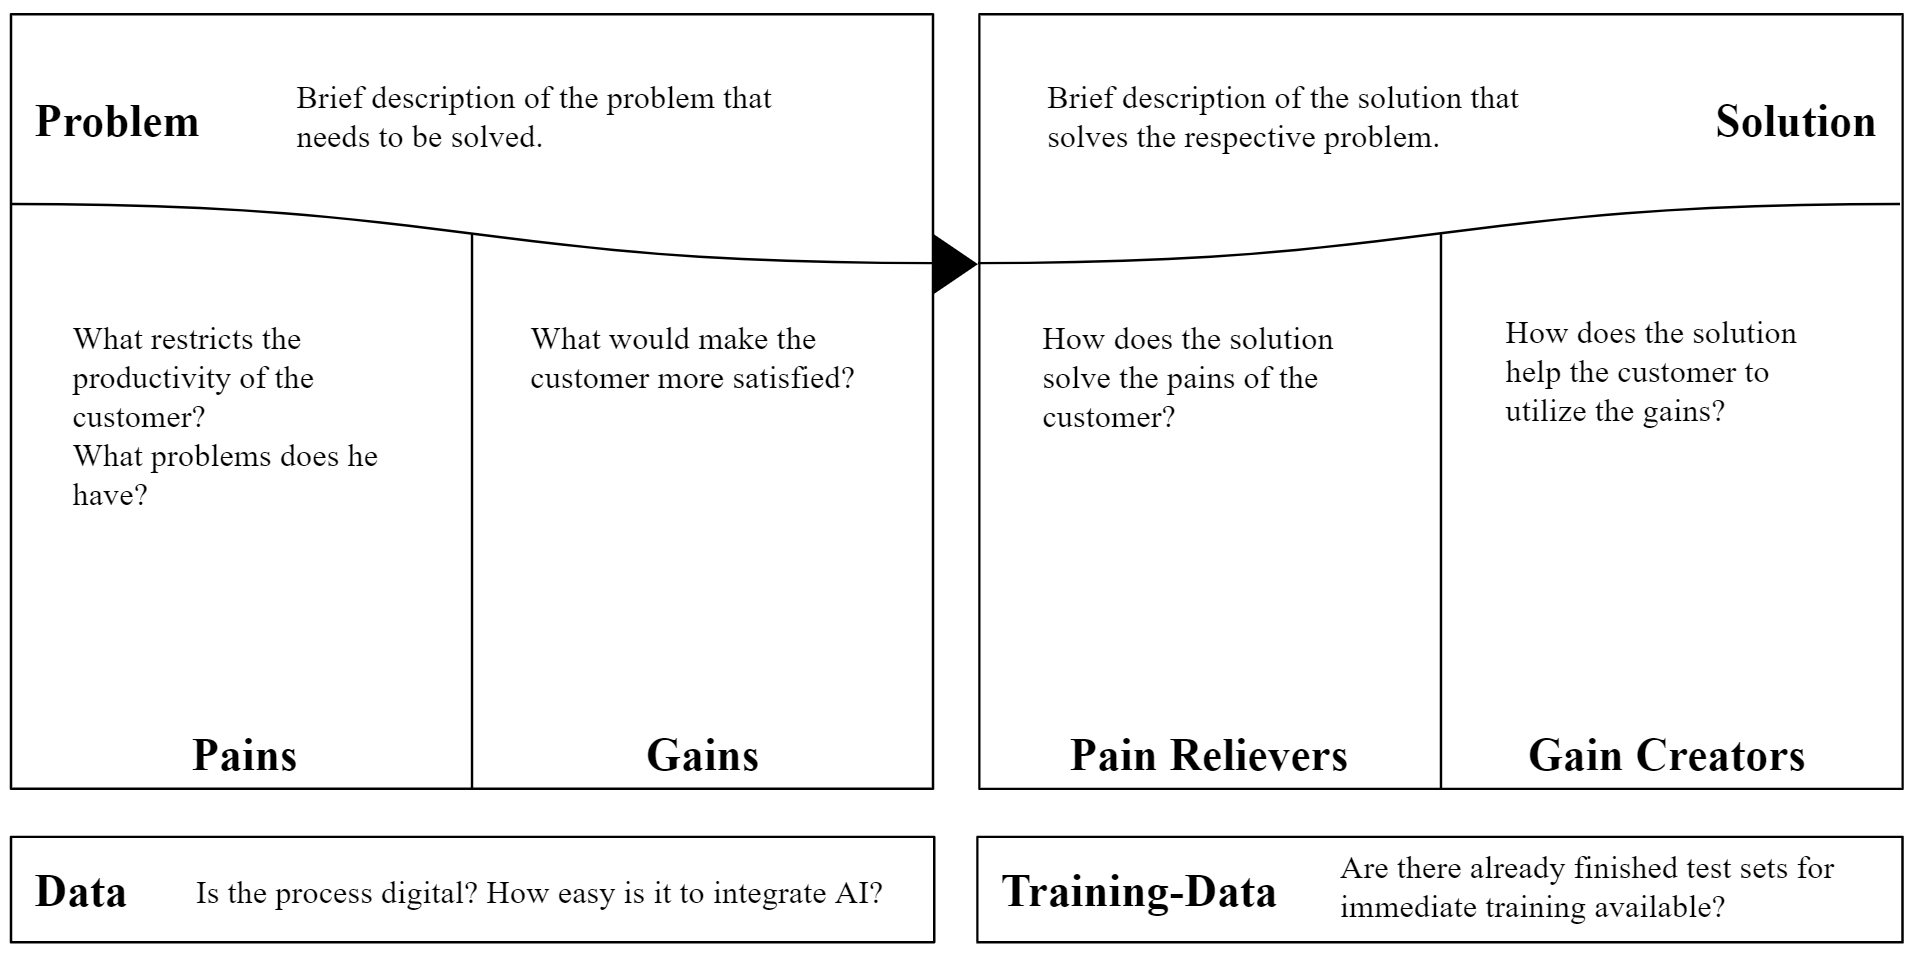 Problem
Brief description of the problem that
needs to be solved.
What restricts the
productivity of the
customer?
What problems does he
have?
Pains
What would make the
customer more satisfied?
Gains
Brief description of the solution that
solves the respective problem.
Solution
How does the solution
solve the pains of the
customer?
Pain Relievers
How does the solution
help the customer to
utilize the gains?
Gain Creators
Data
Is the process digital? How easy is it to integrate AI?
Training-Data
Are there already finished test sets for
immediate training available?